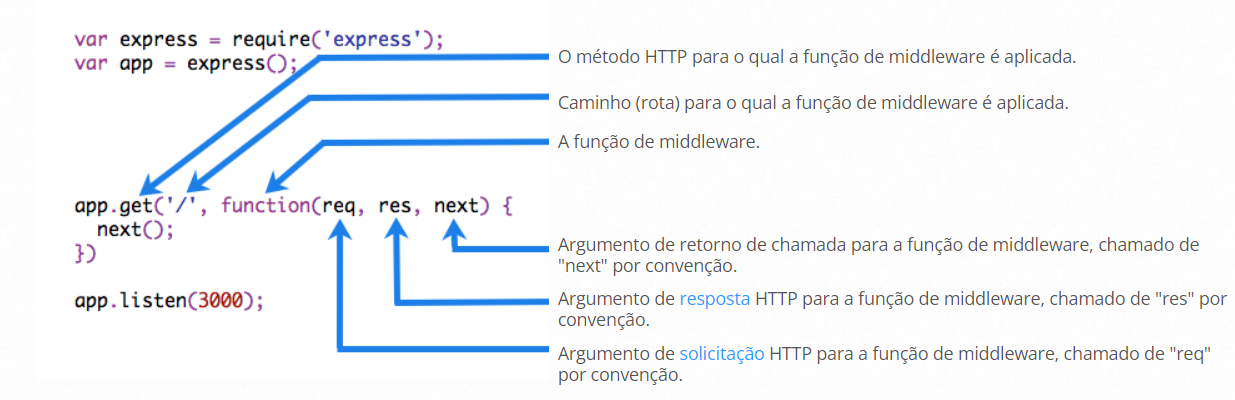 var express = require('express');
var app = express();
O método HTTP para o qual a função de middleware é aplicada.
Caminho (rota) para o qual a função de middleware é aplicada.
A função de middleware.
app.get('/', function(req, res, next) {
next();
})
app.listen(3000);
Argumento de retorno de chamada para a função de middleware, chamado de
"next" por convenção.
Argumento de resposta HTTP para a função de middleware, chamado de "res" por
convenção.
Argumento de solicitação HTTP para a função de middleware, chamado de "req"
por convenção.